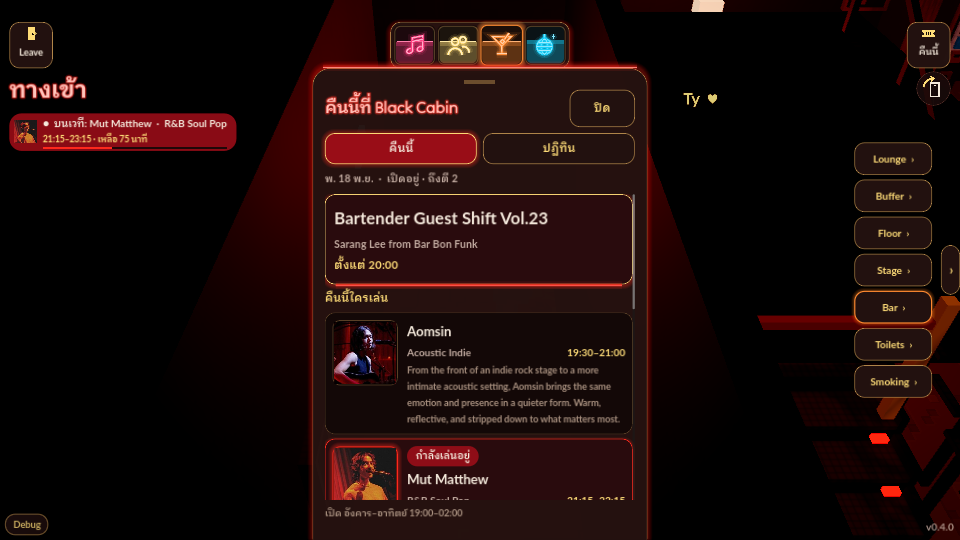 Leave
ทางเข้า
● บนเวที: Mut Matthew · R&B Soul Pop
21:15–23:15 · เหลือ 75 นาที
คืนนี้ที่ Black Cabin
ปิด
คืนนี้
ปฏิทิน
พ. 18 พ.ย. · เปิดอยู่ · ถึงตี 2
Bartender Guest Shift Vol.23
Sarang Lee from Bar Bon Funk
ตั้งแต่ 20:00
คืนนี้ใครเล่น
Aomsin
Acoustic Indie 19:30–21:00
From the front of an indie rock stage to a more
intimate acoustic setting, Aomsin brings the same
emotion and presence in a quieter form. Warm,
reflective, and stripped down to what matters most.
กำลังเล่นอยู่
Mut Matthew
R&B Soul Pop 21:15–23:15
เปิด อังคาร–อาทิตย์ 19:00–02:00
Ty ♥
คืนนี้
Lounge ›
Buffer ›
Floor ›
Stage ›
Bar ›
Toilets ›
Smoking ›
›
Debug
v0.4.0